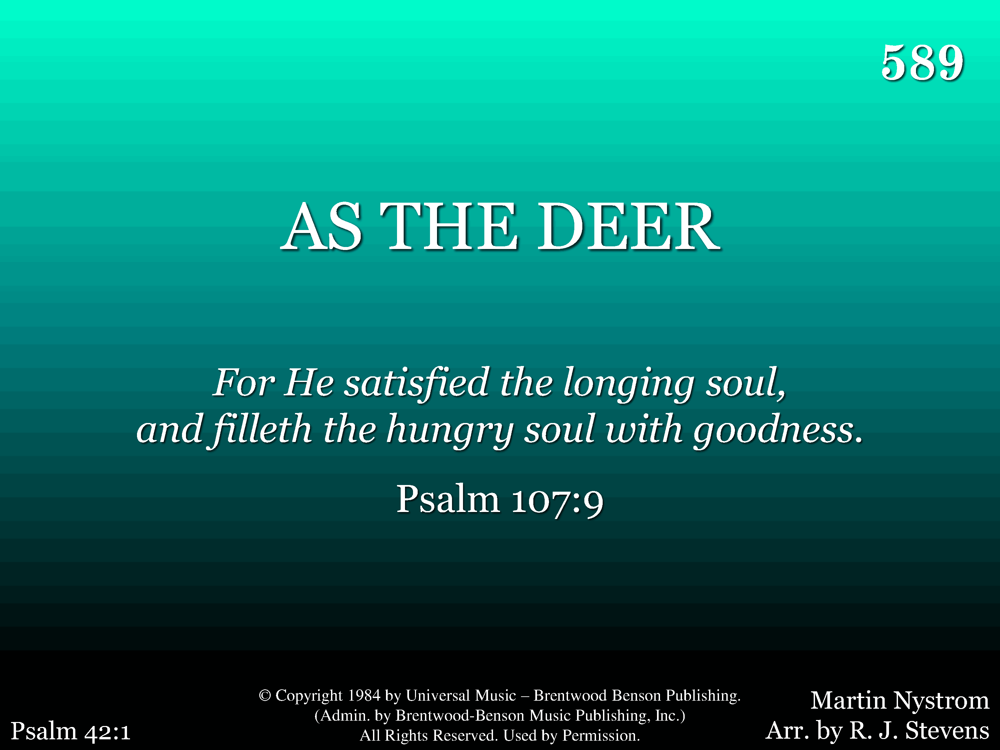 589
AS THE DEER
For He satisfied the longing soul,
and filleth the hungry soul with goodness.
Psalm 107:9
© Copyright 1984 by Universal Music – Brentwood Benson Publishing.
(Admin. by Brentwood-Benson Music Publishing, Inc.)
All Rights Reserved. Used by Permission.
Psalm 42:1
Martin Nystrom
Arr. by R. J. Stevens